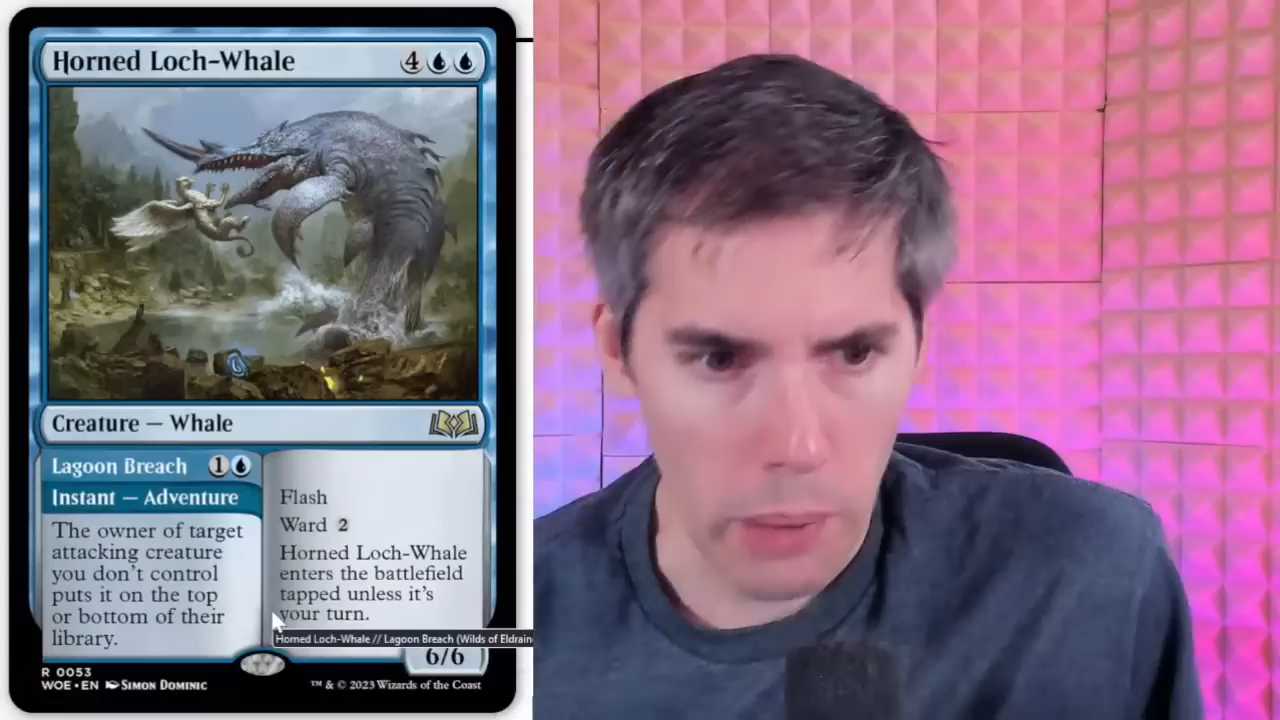 Horned Loch-Whale 4
Creature — Whale
Lagoon Breach 1
Instant — Adventure
The owner of target
attacking creature
you don't control
puts it on the top
or bottom of their
library.
Flash
Ward 2
Horned Loch-Whale
enters the battlefield
tapped unless it's
your turn.
Horned Loch-Whale // Lagoon Breach (Wilds of Eldrain
6/6
R 0053
WOE • EN SIMON DOMINIC
™ & © 2023 Wizards of the Coast